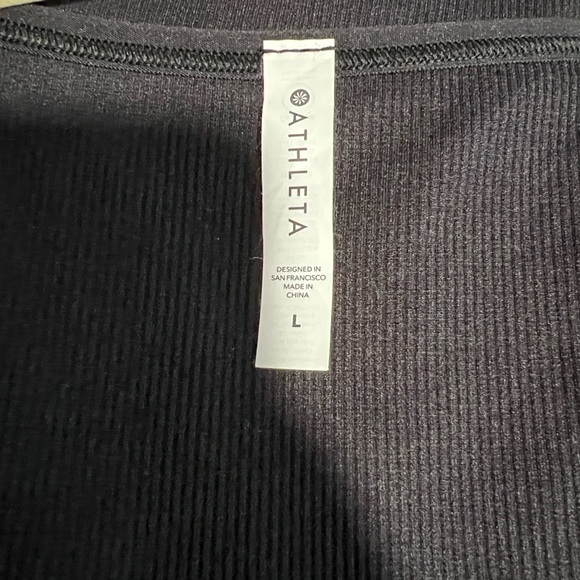 ATHLETA
DESIGNED IN
SAN FRANCISCO
MADE IN
CHINA
L